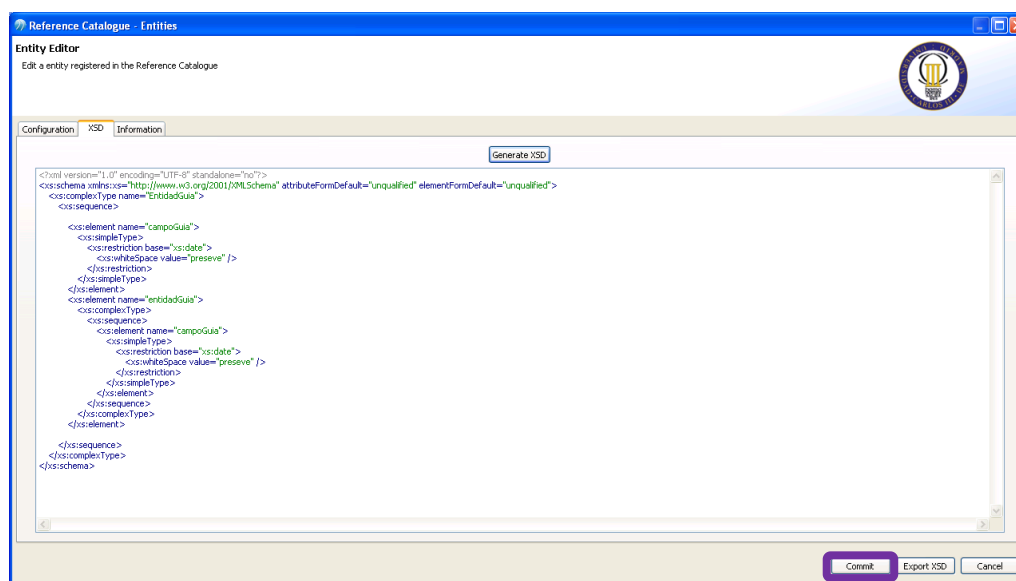 Reference Catalogue - Entities
Entity Editor
Edit a entity registered in the Reference Catalogue
Configuration XSD Information
Generate XSD
<?xml version="1.0" encoding="UTF-8" standalone="no"?>
<xs:schema xmlns:xs="http://www.w3.org/2001/XMLSchema" attributeFormDefault="unqualified" elementFormDefault="unqualified">
<xs:complexType name="EntidadGuia">
<xs:sequence>
<xs:element name="campoGuia">
<xs:simpleType>
<xs:restriction base="xs:date">
<xs:whiteSpace value="preseve" />
</xs:restriction>
</xs:simpleType>
</xs:element>
<xs:element name="entidadGuia">
<xs:complexType>
<xs:sequence>
<xs:element name="campoGuia">
<xs:simpleType>
<xs:restriction base="xs:date">
<xs:whiteSpace value="preseve" />
</xs:restriction>
</xs:simpleType>
</xs:element>
</xs:sequence>
</xs:complexType>
</xs:element>
</xs:sequence>
</xs:complexType>
</xs:schema>
Commit Export XSD Cancel